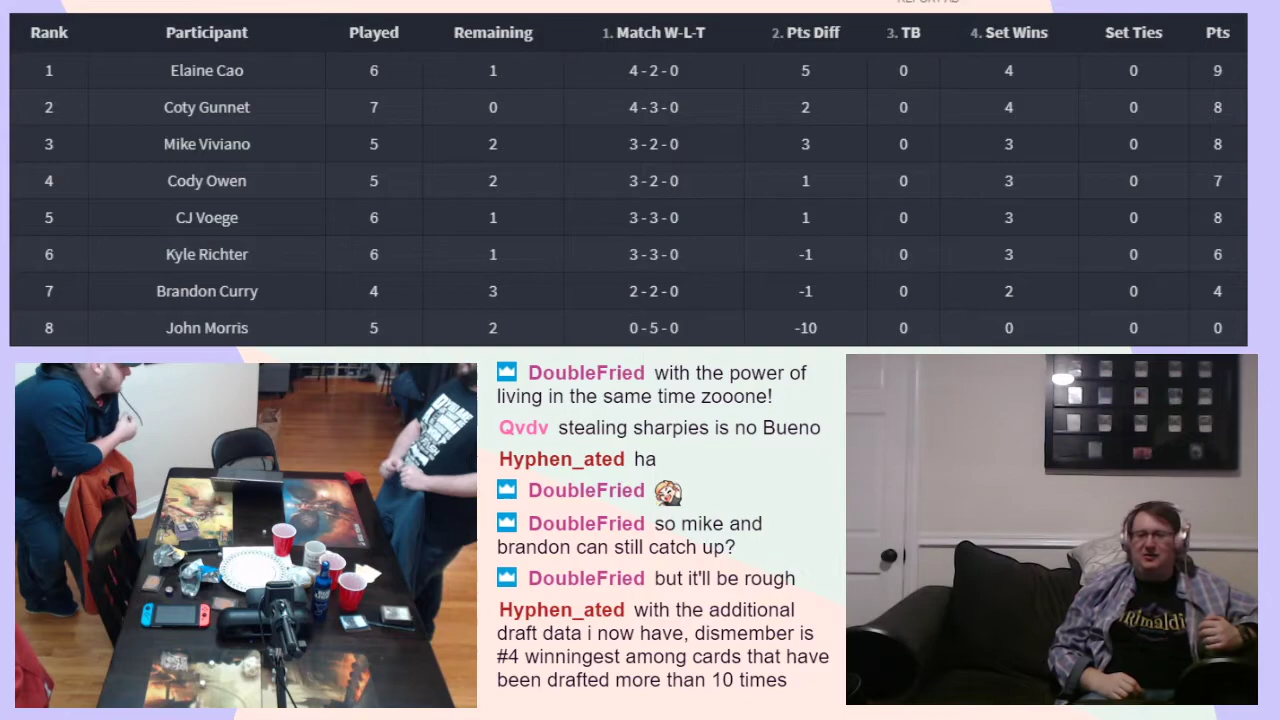 Rank Participant Played Remaining 1. Match W-L-T 2. Pts Diff 3. TB 4. Set Wins Set Ties Pts
1 Elaine Cao 6 1 4 - 2 - 0 5 0 4 0 9
2 Coty Gunnet 7 0 4 - 3 - 0 2 0 4 0 8
3 Mike Viviano 5 2 3 - 2 - 0 3 0 3 0 8
4 Cody Owen 5 2 3 - 2 - 0 1 0 3 0 7
5 CJ Voege 6 1 3 - 3 - 0 1 0 3 0 8
6 Kyle Richter 6 1 3 - 3 - 0 -1 0 3 0 6
7 Brandon Curry 4 3 2 - 2 - 0 -1 0 2 0 4
8 John Morris 5 2 0 - 5 - 0 -10 0 0 0 0
DoubleFried with the power of
living in the same time zooone!
Qvdv stealing sharpies is no Bueno
Hyphen_ated ha
DoubleFried
DoubleFried so mike and
brandon can still catch up?
DoubleFried but it'll be rough
Hyphen_ated with the additional
draft data i now have, dismember is
#4 winningest among cards that have
been drafted more than 10 times